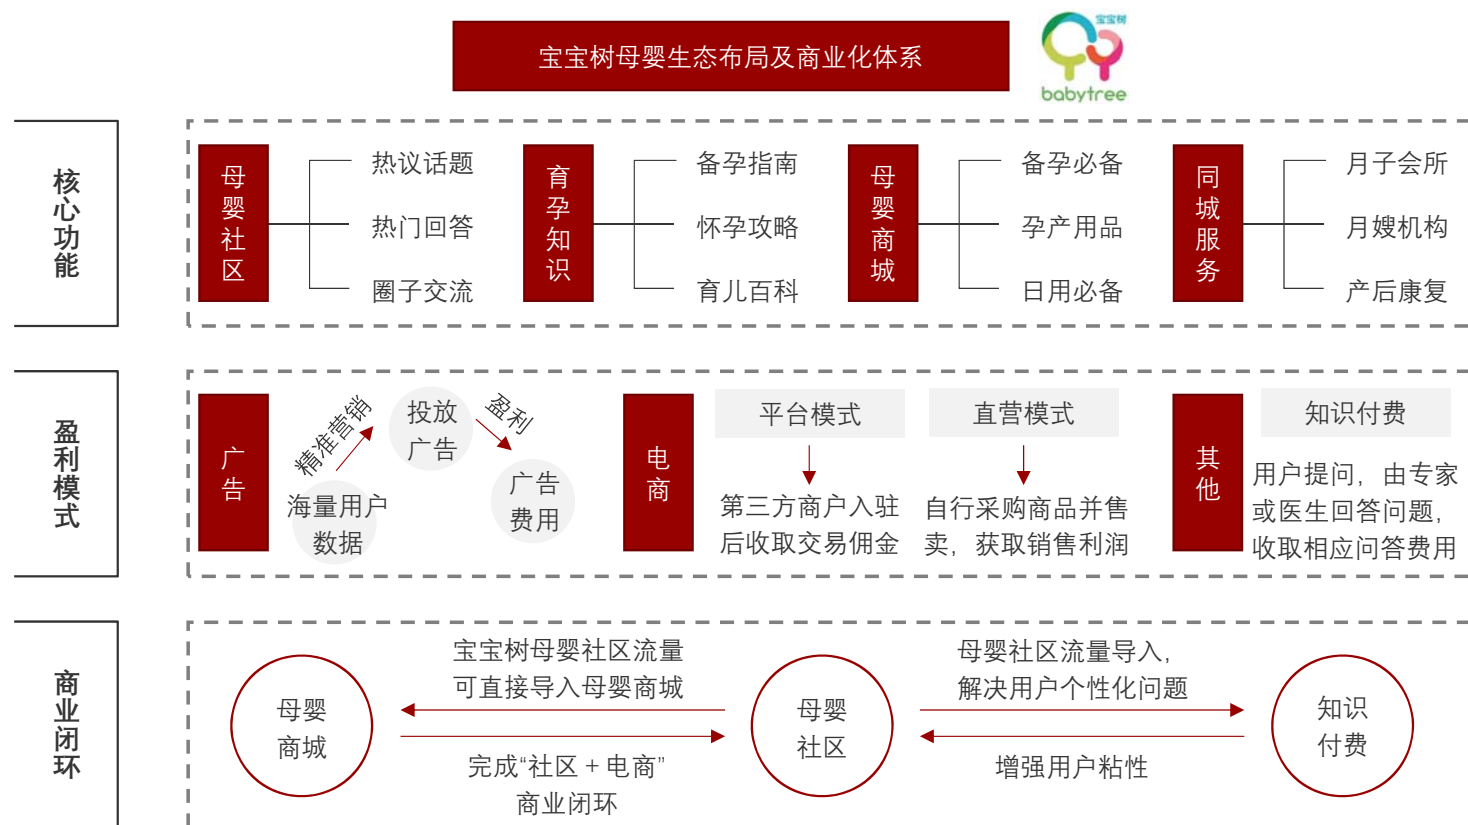 宝宝树母婴生态布局及商业化体系
宝宝树
babytree
核心功能
母婴社区
热议话题
热门回答
圈子交流
育孕知识
备孕指南
怀孕攻略
育儿百科
母婴商城
备孕必备
孕产用品
日用必备
同城服务
月子会所
月嫂机构
产后康复
盈利模式
广告
海量用户
数据
精准营销
投放
广告
盈利
广告
费用
电商
平台模式
第三方商户入驻
后收取交易佣金
直营模式
自行采购商品并售
卖，获取销售利润
其他
知识付费
用户提问，由专家
或医生回答问题，
收取相应问答费用
商业闭环
母婴
商城
宝宝树母婴社区流量
可直接导入母婴商城
完成“社区＋电商”
商业闭环
母婴
社区
母婴社区流量导入，
解决用户个性化问题
增强用户粘性
知识
付费